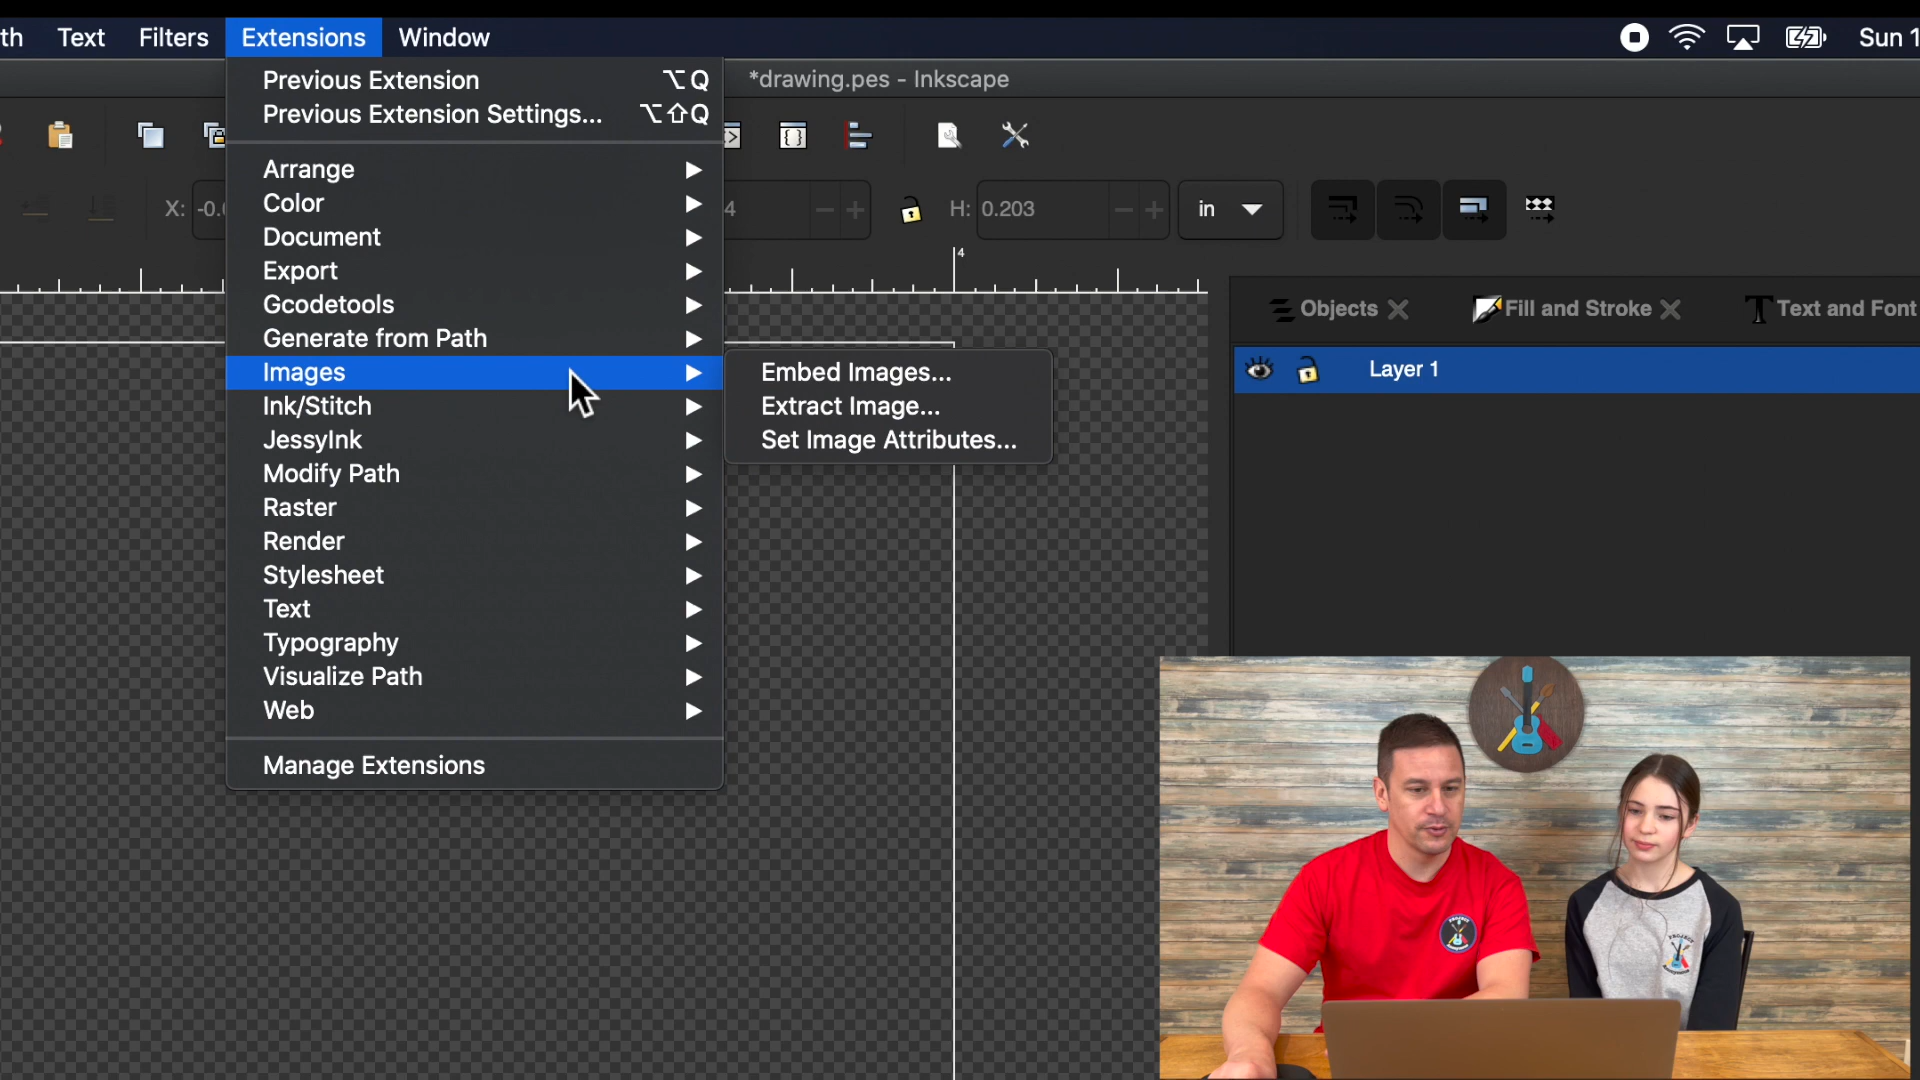 th Text Filters Extensions Window Sun 1
*drawing.pes - Inkscape
Previous Extension ⌥Q
Previous Extension Settings... ⌥⇧Q
X: -0.0 4 H: 0.203 in
4
Arrange
Color
Document
Export
Gcodetools
Generate from Path
Images
Ink/Stitch
JessyInk
Modify Path
Raster
Render
Stylesheet
Text
Typography
Visualize Path
Web
Manage Extensions
Embed Images...
Extract Image...
Set Image Attributes...
Objects Fill and Stroke Text and Font
Layer 1
PROJECT
PROJECT